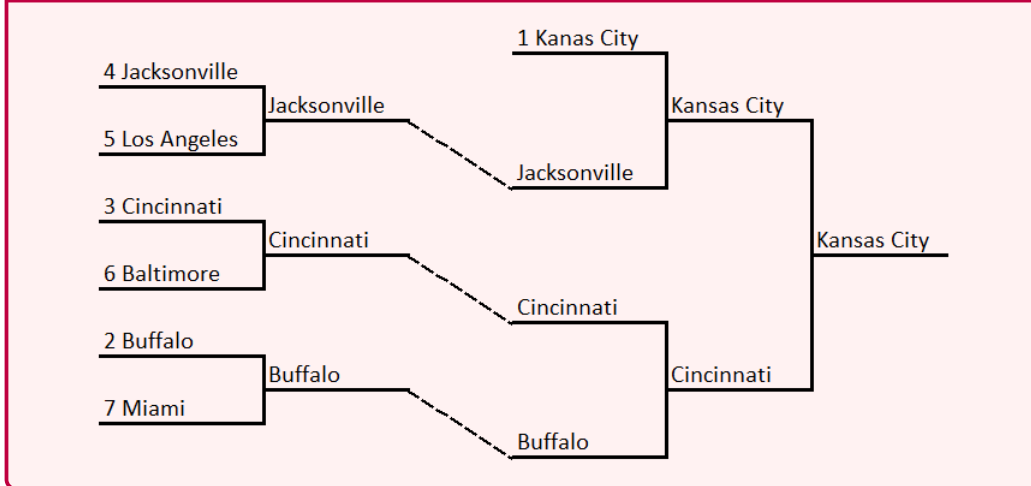 1 Kanas City
4 Jacksonville
Jacksonville
Kansas City
5 Los Angeles
Jacksonville
3 Cincinnati
Cincinnati
Kansas City
6 Baltimore
Cincinnati
2 Buffalo
Buffalo
Cincinnati
7 Miami
Buffalo